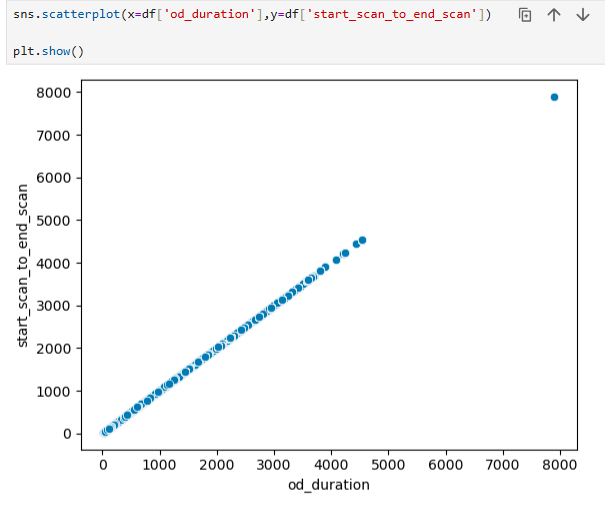 sns.scatterplot(x=df['od_duration'],y=df['start_scan_to_end_scan'])
plt.show()
8000
7000
6000
5000
4000
3000
2000
1000
0
start_scan_to_end_scan
0 1000 2000 3000 4000 5000 6000 7000 8000
od_duration